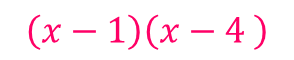 (x − 1)(x − 4 )